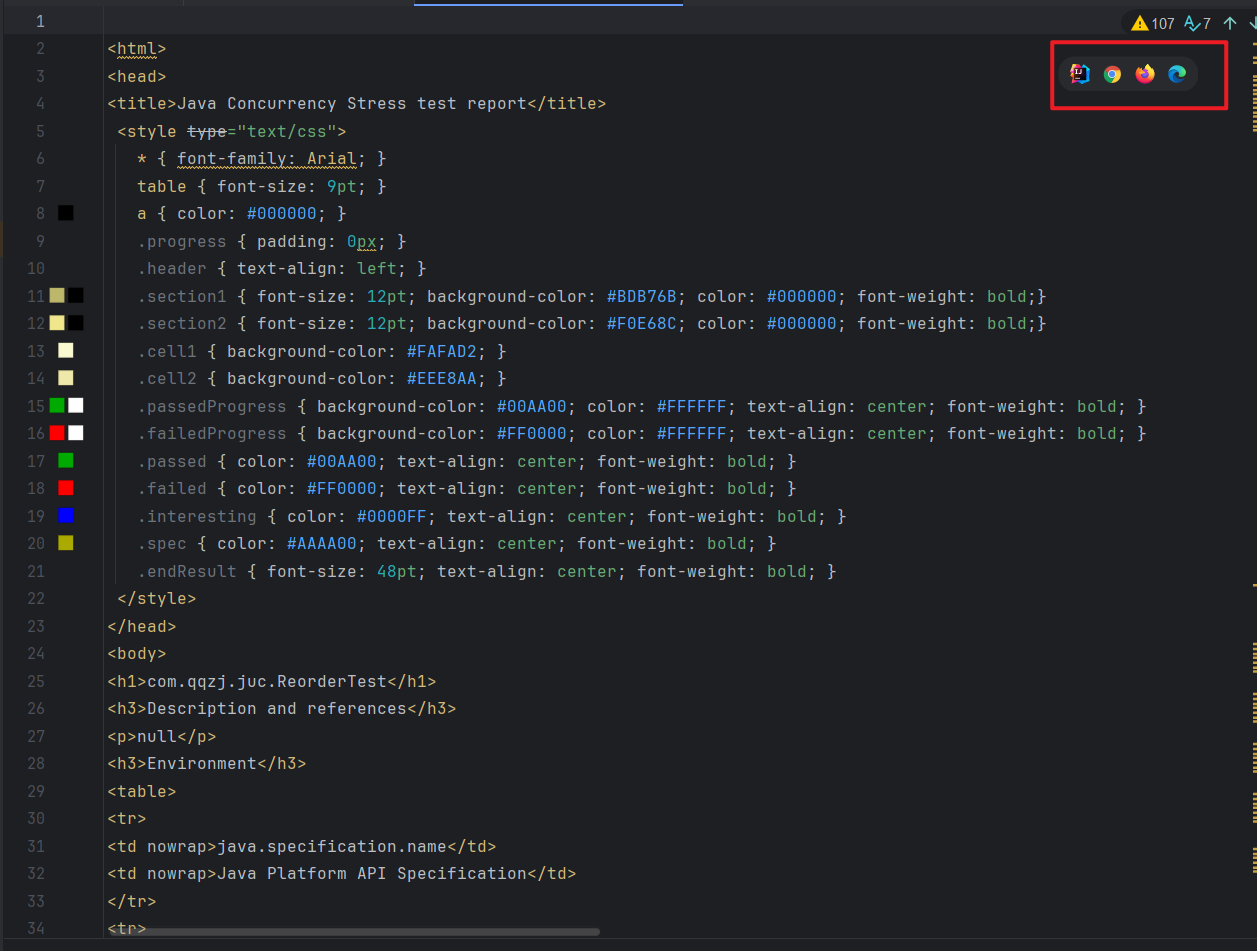 107 7
1
2 <html>
3 <head>
4 <title>Java Concurrency Stress test report</title>
5 <style type="text/css">
6 * { font-family: Arial; }
7 table { font-size: 9pt; }
8 a { color: #000000; }
9 .progress { padding: 0px; }
10 .header { text-align: left; }
11 .section1 { font-size: 12pt; background-color: #BDB76B; color: #000000; font-weight: bold;}
12 .section2 { font-size: 12pt; background-color: #F0E68C; color: #000000; font-weight: bold;}
13 .cell1 { background-color: #FAFAD2; }
14 .cell2 { background-color: #EEE8AA; }
15 .passedProgress { background-color: #00AA00; color: #FFFFFF; text-align: center; font-weight: bold; }
16 .failedProgress { background-color: #FF0000; color: #FFFFFF; text-align: center; font-weight: bold; }
17 .passed { color: #00AA00; text-align: center; font-weight: bold; }
18 .failed { color: #FF0000; text-align: center; font-weight: bold; }
19 .interesting { color: #0000FF; text-align: center; font-weight: bold; }
20 .spec { color: #AAAA00; text-align: center; font-weight: bold; }
21 .endResult { font-size: 48pt; text-align: center; font-weight: bold; }
22 </style>
23 </head>
24 <body>
25 <h1>com.qqzj.juc.ReorderTest</h1>
26 <h3>Description and references</h3>
27 <p>null</p>
28 <h3>Environment</h3>
29 <table>
30 <tr>
31 <td nowrap>java.specification.name</td>
32 <td nowrap>Java Platform API Specification</td>
33 </tr>
34 <tr>